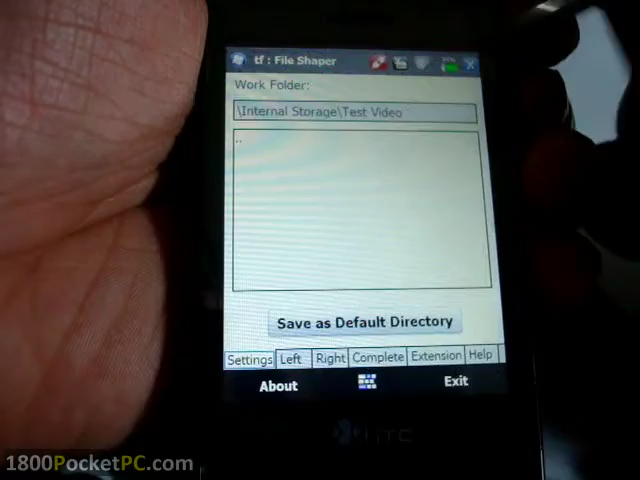 tf : File Shaper
Work Folder:
\Internal Storage\Test Video
..
Save as Default Directory
Settings Left Right Complete Extension Help
About Exit
hTC
1800PocketPC.com